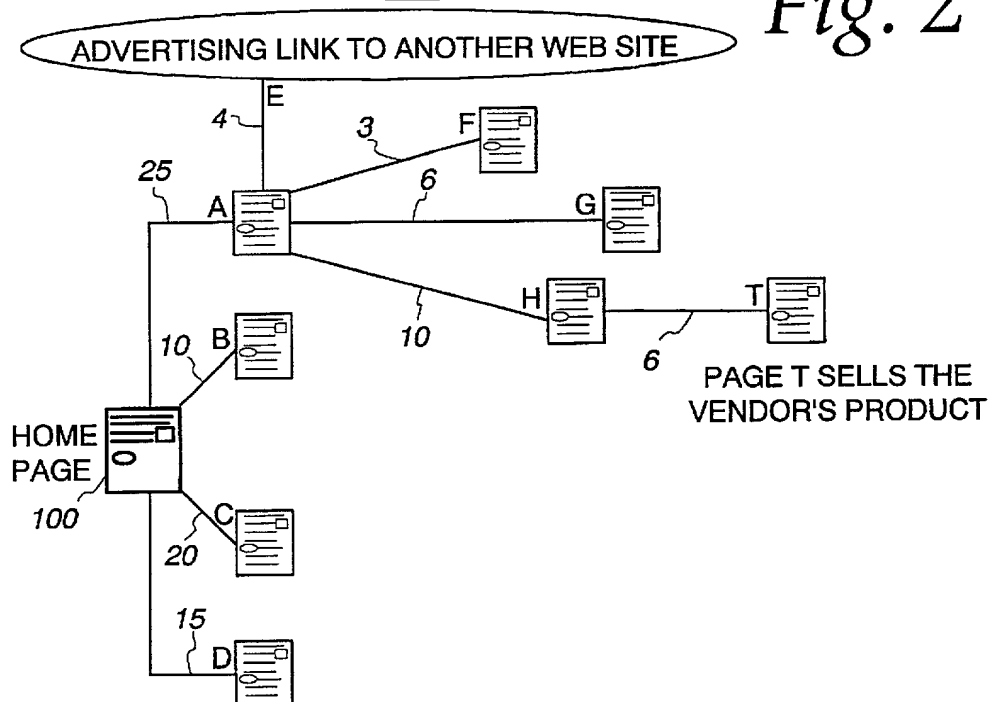 Fig. 2
ADVERTISING LINK TO ANOTHER WEB SITE
E
4
F
3
25
A
6
G
H
10
T
6
PAGE T SELLS THE
VENDOR'S PRODUCT
B
10
HOME
PAGE
100
C
20
15
D